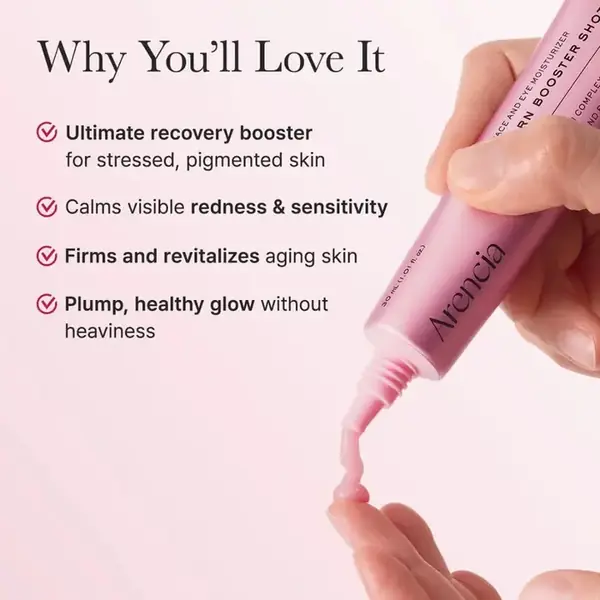 Why You'll Love It
Ultimate recovery booster
for stressed, pigmented skin
Calms visible redness & sensitivity
Firms and revitalizes aging skin
Plump, healthy glow without
heaviness
FACE AND EYE MOISTURIZER
BOOSTER SHOT
COMPLEX
30 mL (1.01 fl. oz.)
Arencia